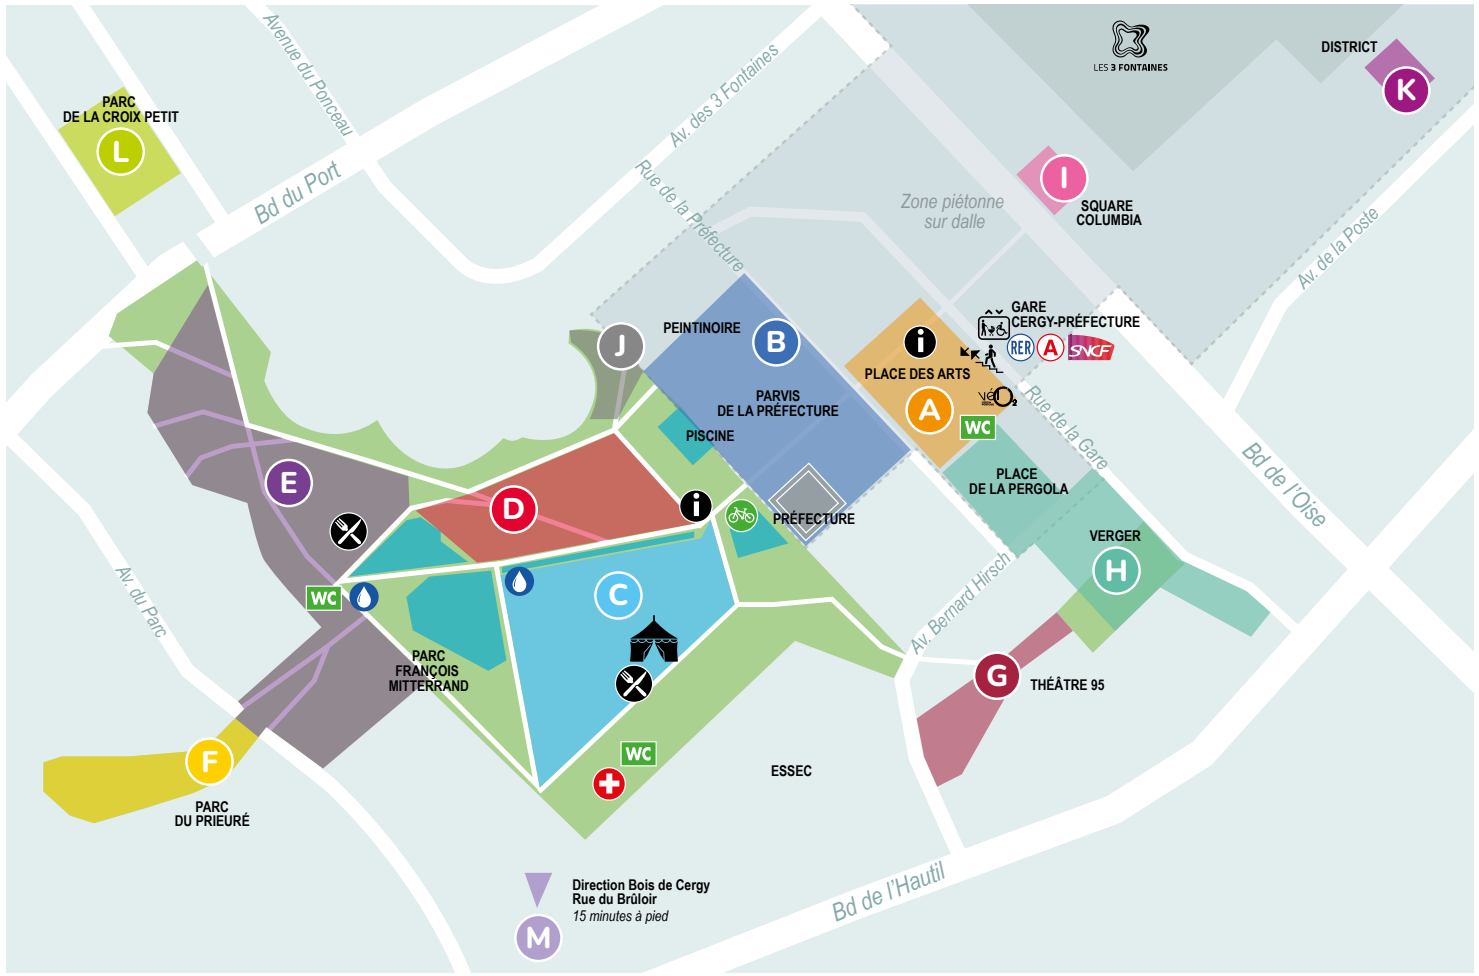 LES 3 FONTAINES
DISTRICT
K
Avenue du Ponceau
Av. des 3 Fontaines
PARC
DE LA CROIX PETIT
L
Bd du Port
Rue de la Préfecture
Zone piétonne
sur dalle
I
SQUARE
COLUMBIA
Av. de la Poste
GARE
CERGY-PRÉFECTURE
RER
A
SNCF
PEINTINOIRE
J
B
i
PLACE DES ARTS
A
vélO2
WC
PARVIS
DE LA PRÉFECTURE
PISCINE
Rue de la Gare
Bd de l'Oise
PLACE
DE LA PERGOLA
E
D
i
PRÉFECTURE
VERGER
H
Av. Bernard Hirsch
Av. du Parc
WC
C
PARC
FRANÇOIS
MITTERRAND
G
THÉÂTRE 95
F
PARC
DU PRIEURÉ
WC
ESSEC
Bd de l'Hautil
Direction Bois de Cergy
Rue du Brûloir
15 minutes à pied
M